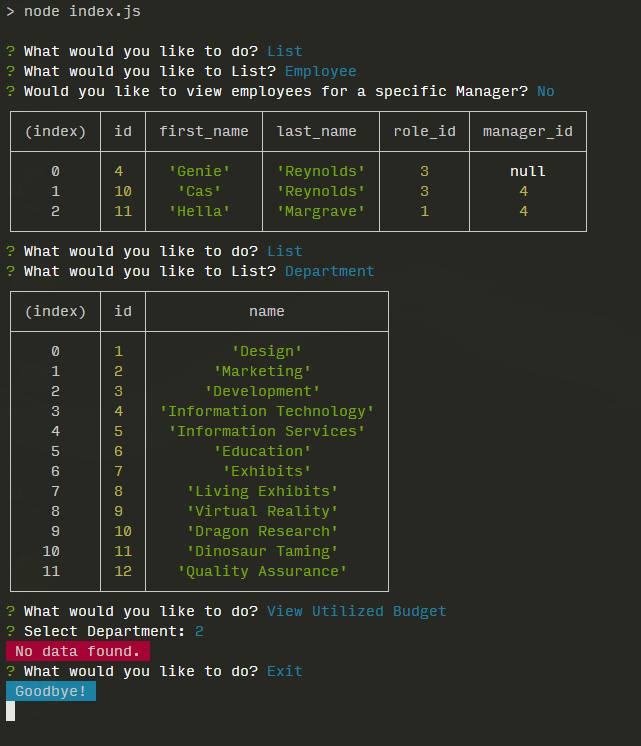 > node index.js
? What would you like to do? List
? What would you like to List? Employee
? Would you like to view employees for a specific Manager? No
(index) id first_name last_name role_id manager_id
0 4 'Genie' 'Reynolds' 3 null
1 10 'Cas' 'Reynolds' 3 4
2 11 'Hella' 'Margrave' 1 4
? What would you like to do? List
? What would you like to List? Department
(index) id name
0 1 'Design'
1 2 'Marketing'
2 3 'Development'
3 4 'Information Technology'
4 5 'Information Services'
5 6 'Education'
6 7 'Exhibits'
7 8 'Living Exhibits'
8 9 'Virtual Reality'
9 10 'Dragon Research'
10 11 'Dinosaur Taming'
11 12 'Quality Assurance'
? What would you like to do? View Utilized Budget
? Select Department: 2
No data found.
? What would you like to do? Exit
Goodbye!